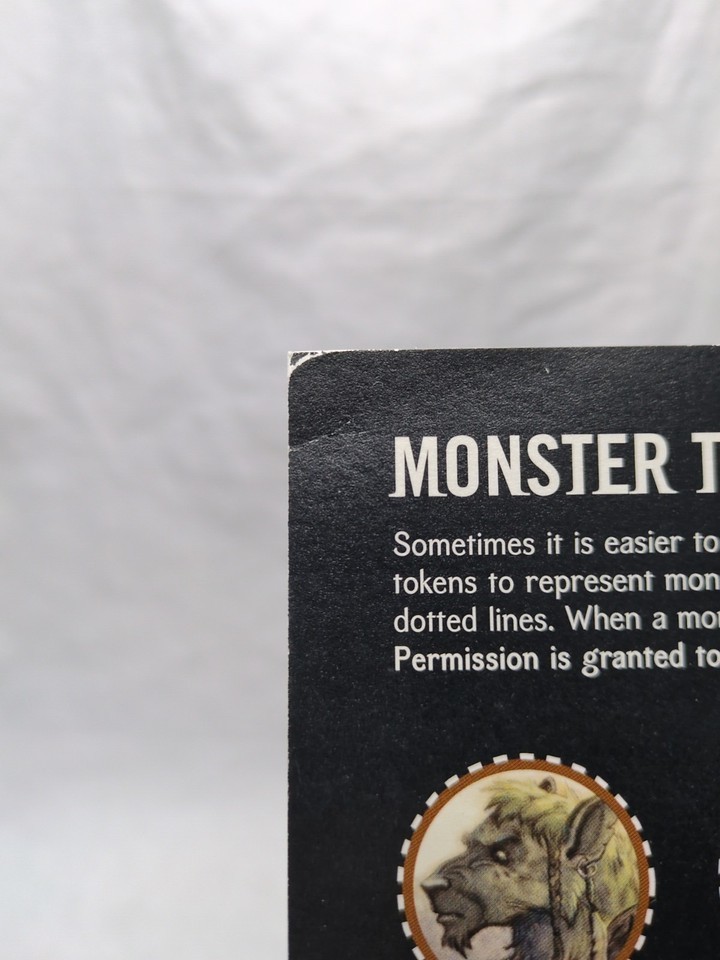 MONSTER T
Sometimes it is easier to
tokens to represent mon
dotted lines. When a mo
Permission is granted to